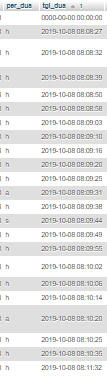 per_dua tgl_dua 1
0000-00-00 00:00:00
h 2019-10-08 08:08:27
h 2019-10-08 08:08:32
h 2019-10-08 08:08:39
h 2019-10-08 08:08:50
h 2019-10-08 08:08:58
h 2019-10-08 08:09:03
h 2019-10-08 08:09:10
h 2019-10-08 08:09:16
h 2019-10-08 08:09:20
h 2019-10-08 08:09:25
a 2019-10-08 08:09:31
h 2019-10-08 08:09:38
s 2019-10-08 08:09:44
h 2019-10-08 08:09:49
h 2019-10-08 08:09:55
h 2019-10-08 08:10:02
h 2019-10-08 08:10:06
h 2019-10-08 08:10:14
a 2019-10-08 08:10:20
h 2019-10-08 08:10:25
h 2019-10-08 08:10:35
h 2019-10-08 08:11:32